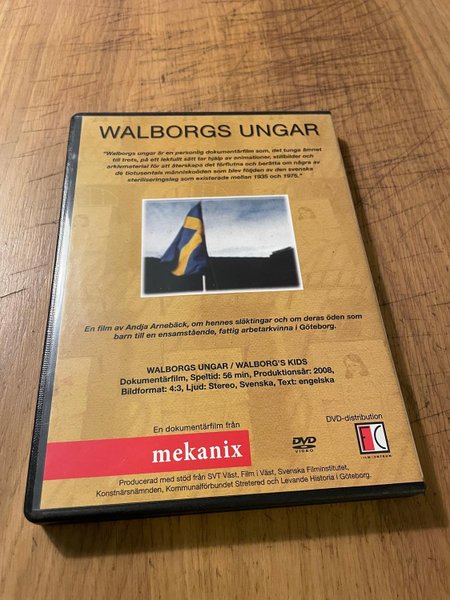 WALBORGS UNGAR
"Walborgs ungar är en personlig dokumentärfilm som, det tunga ämnet
till trots, på ett lekfullt sätt tar hjälp av animationer, stillbilder och
arkivmaterial för att återskapa det förflutna och berätta om några av
de tiotusentals människoöden som blev följden av den svenska
steriliseringslag som existerade mellan 1935 och 1975."
En film av Andja Arnebäck, om hennes släktingar och om deras öden som
barn till en ensamstående, fattig arbetarkvinna i Göteborg.
WALBORGS UNGAR / WALBORG'S KIDS
Dokumentärfilm, Speltid: 56 min, Produktionsår: 2008,
Bildformat: 4:3, Ljud: Stereo, Svenska, Text: engelska
En dokumentärfilm från
mekanix
DVD
VIDEO
DVD-distribution
FC
Producerad med stöd från SVT Väst, Film i Väst, Svenska Filminstitutet,
Konstnärsnämnden, Kommunalförbundet Stretered och Levande Historia i Göteborg.